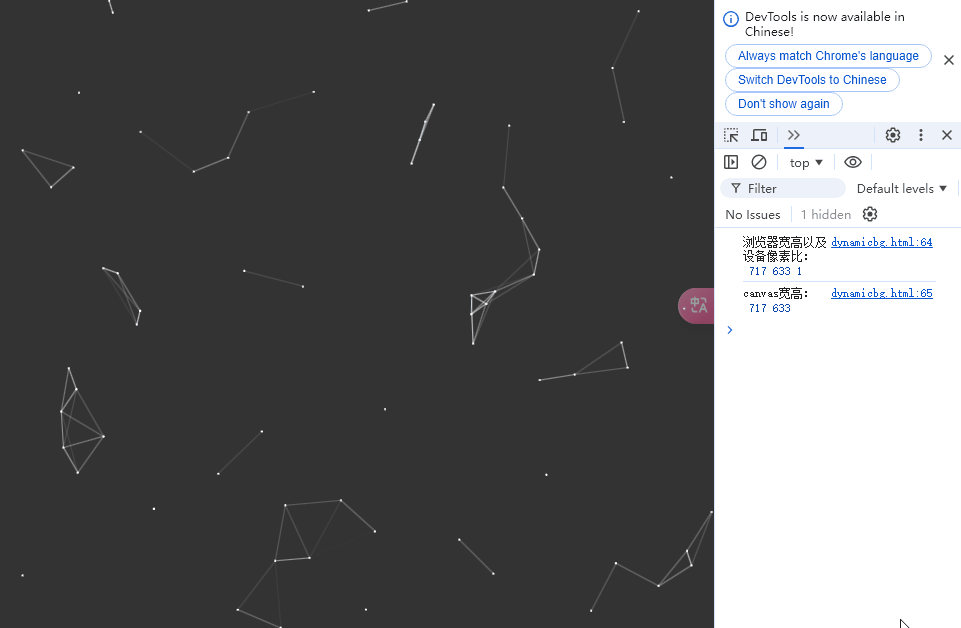 DevTools is now available in
Chinese!
Always match Chrome's language
Switch DevTools to Chinese
Don't show again
top
Filter
Default levels
No Issues
1 hidden
浏览器宽高以及 dynamicbg.html:64
设备像素比：
717 633 1
canvas宽高： dynamicbg.html:65
717 633
中
A